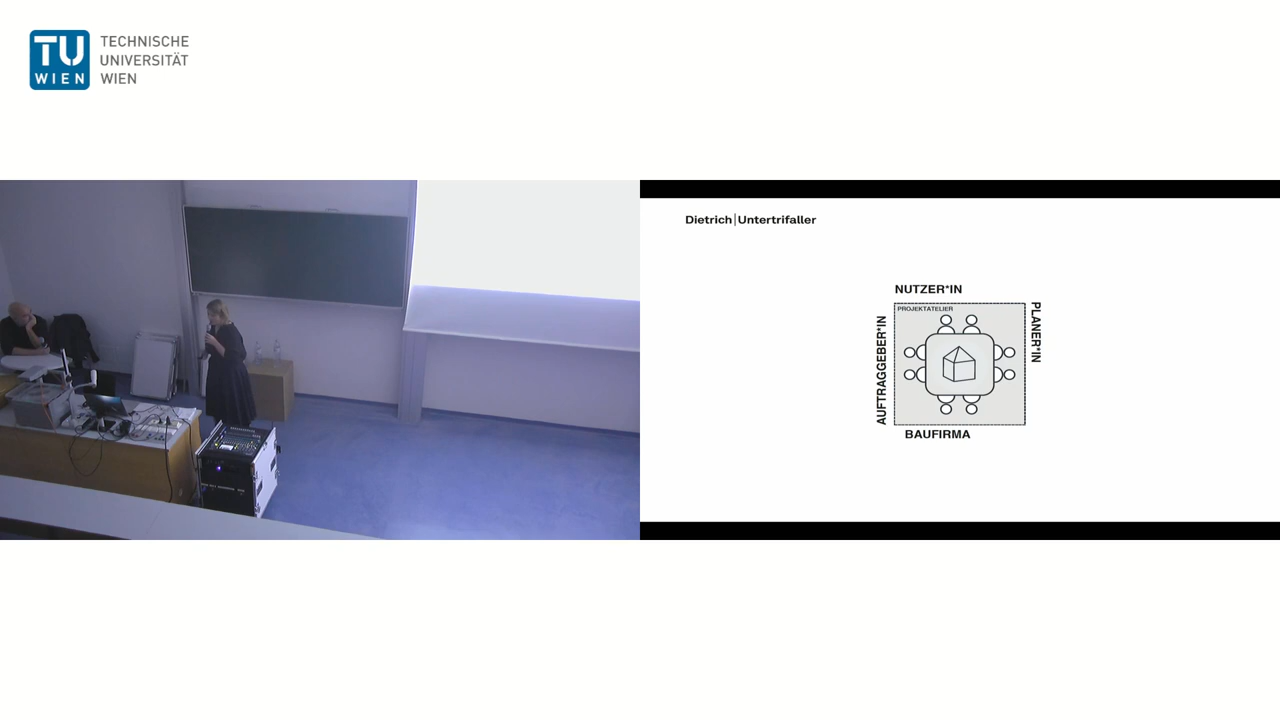 TU
WIEN
TECHNISCHE
UNIVERSITÄT
WIEN
Dietrich|Untertrifaller
NUTZER*IN
PROJEKTATELIER
AUFTRAGGEBER*IN
PLANER*IN
BAUFIRMA